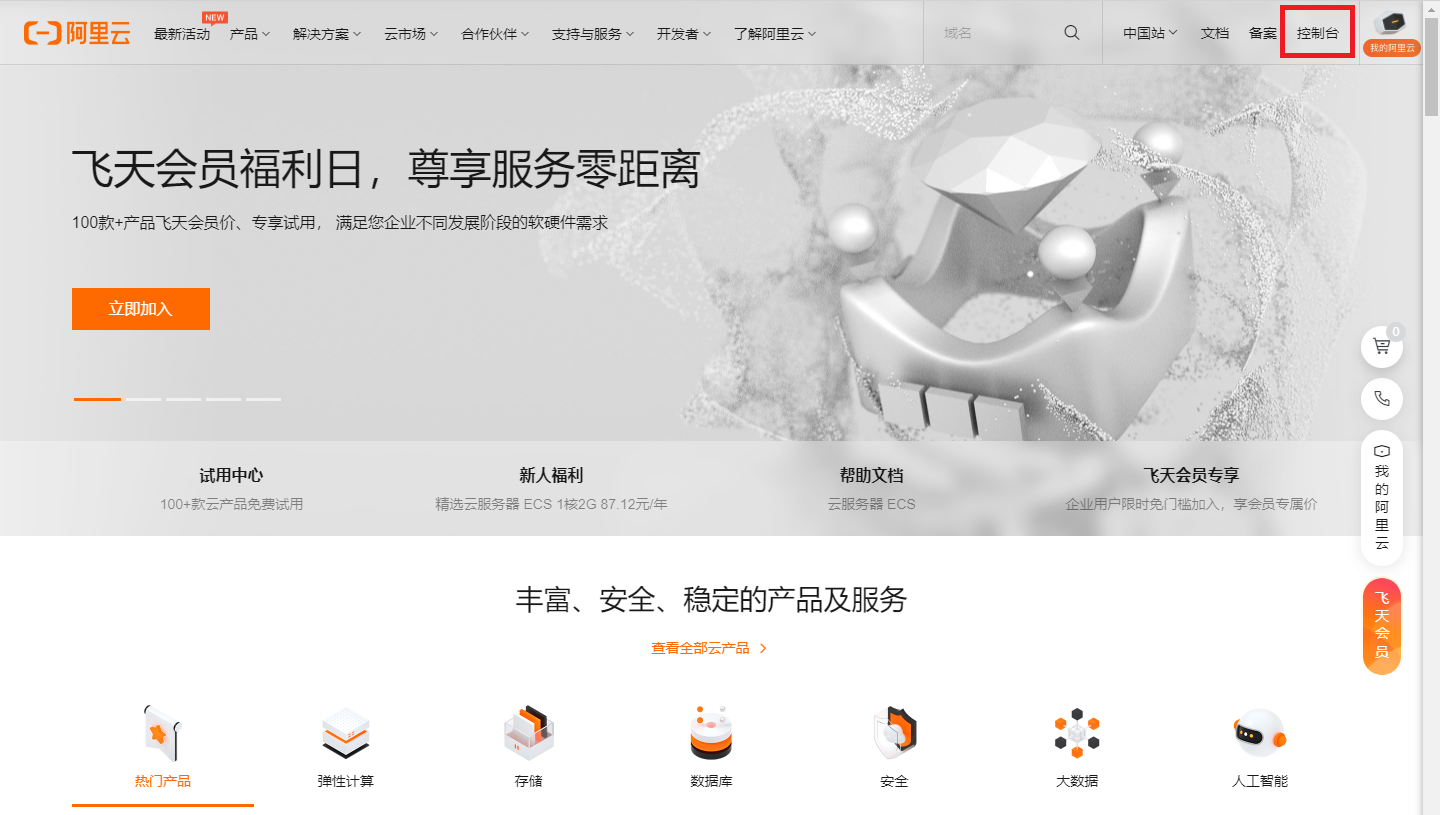 阿里云
最新活动 NEW 产品 解决方案 云市场 合作伙伴 支持与服务 开发者 了解阿里云 域名 中国站 文档 备案 控制台
我的阿里云
飞天会员福利日，尊享服务零距离
100款+产品飞天会员价、专享试用， 满足您企业不同发展阶段的软硬件需求
立即加入
0
我的阿里云
飞天会员
试用中心 新人福利 帮助文档 飞天会员专享
100+款云产品免费试用 精选云服务器 ECS 1核2G 87.12元/年 云服务器 ECS 企业用户限时免门槛加入，享会员专属价
丰富、安全、稳定的产品及服务
查看全部云产品
热门产品 弹性计算 存储 数据库 安全 大数据 人工智能